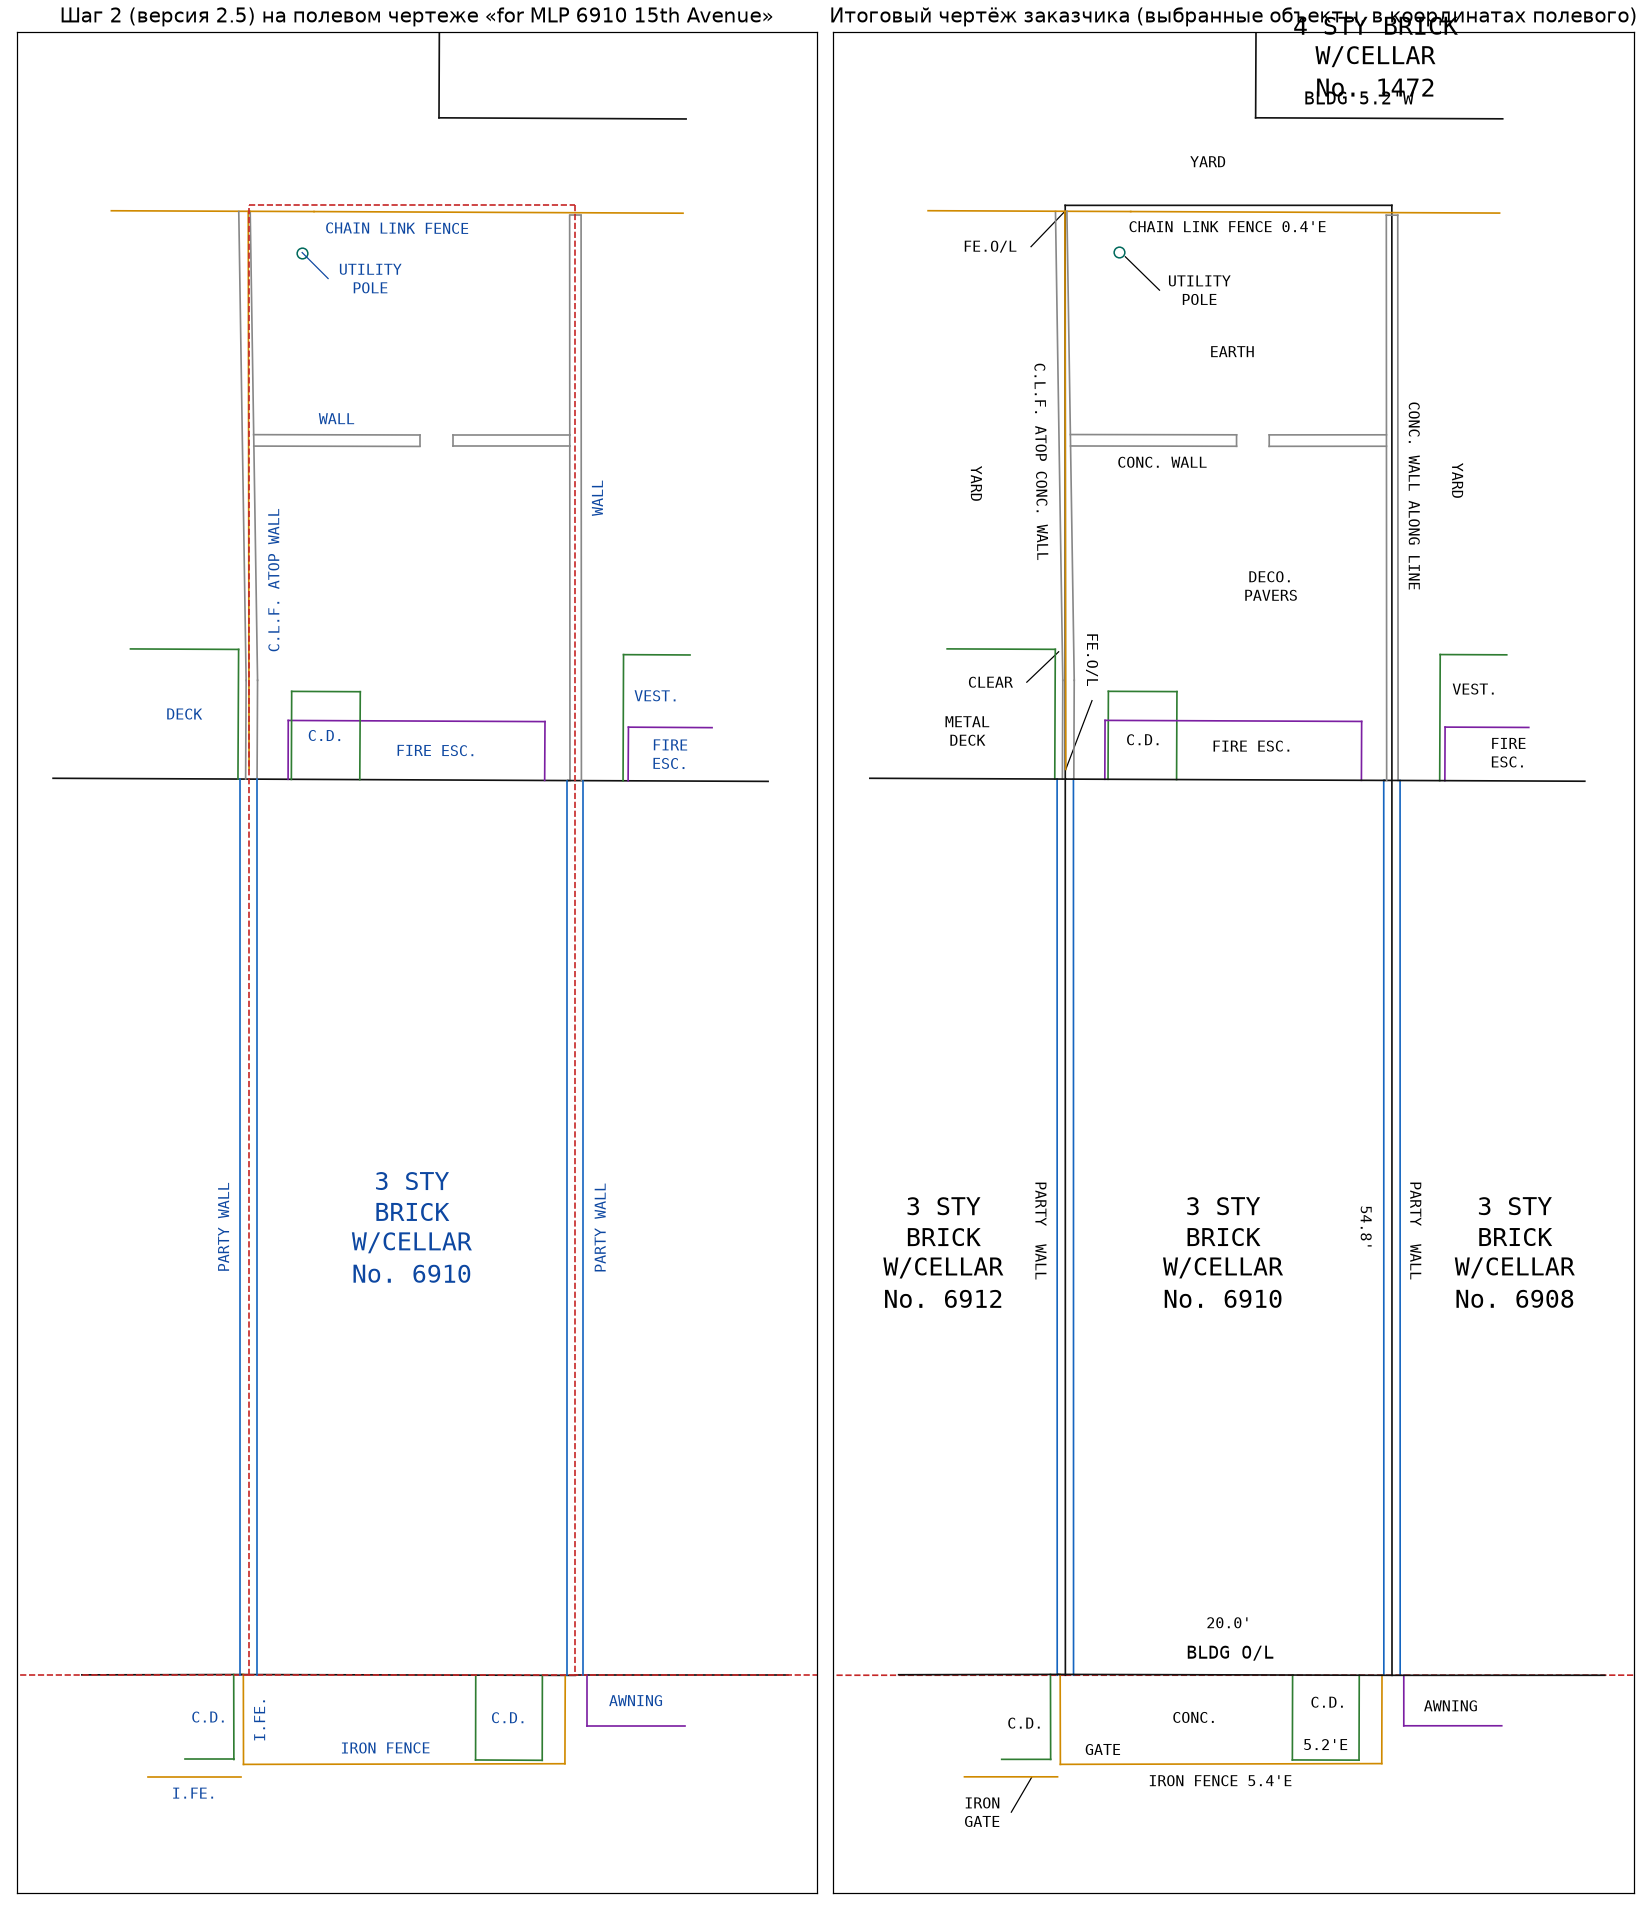 Шаг 2 (версия 2.5) на полевом чертеже «for MLP 6910 15th Avenue»
CHAIN LINK FENCE
UTILITY
POLE
WALL
WALL
C.L.F. ATOP WALL
DECK
C.D.
FIRE ESC.
VEST.
FIRE
ESC.
PARTY WALL
3 STY
BRICK
W/CELLAR
No. 6910
PARTY WALL
C.D.
I.FE.
IRON FENCE
C.D.
AWNING
I.FE.
Итоговый чертёж заказчика (выбранные объекты, в координатах полевого)
4 STY BRICK
W/CELLAR
No. 1472
BLDG 5.2'W
YARD
FE.O/L
CHAIN LINK FENCE 0.4'E
UTILITY
POLE
EARTH
C.L.F. ATOP CONC. WALL
CONC. WALL
YARD
CONC. WALL ALONG LINE
YARD
DECO.
PAVERS
FE.O/L
CLEAR
METAL
DECK
C.D.
FIRE ESC.
VEST.
FIRE
ESC.
3 STY
BRICK
W/CELLAR
No. 6912
PARTY WALL
3 STY
BRICK
W/CELLAR
No. 6910
54.8'
PARTY WALL
3 STY
BRICK
W/CELLAR
No. 6908
20.0'
BLDG O/L
C.D.
CONC.
C.D.
AWNING
GATE
5.2'E
IRON FENCE 5.4'E
IRON
GATE